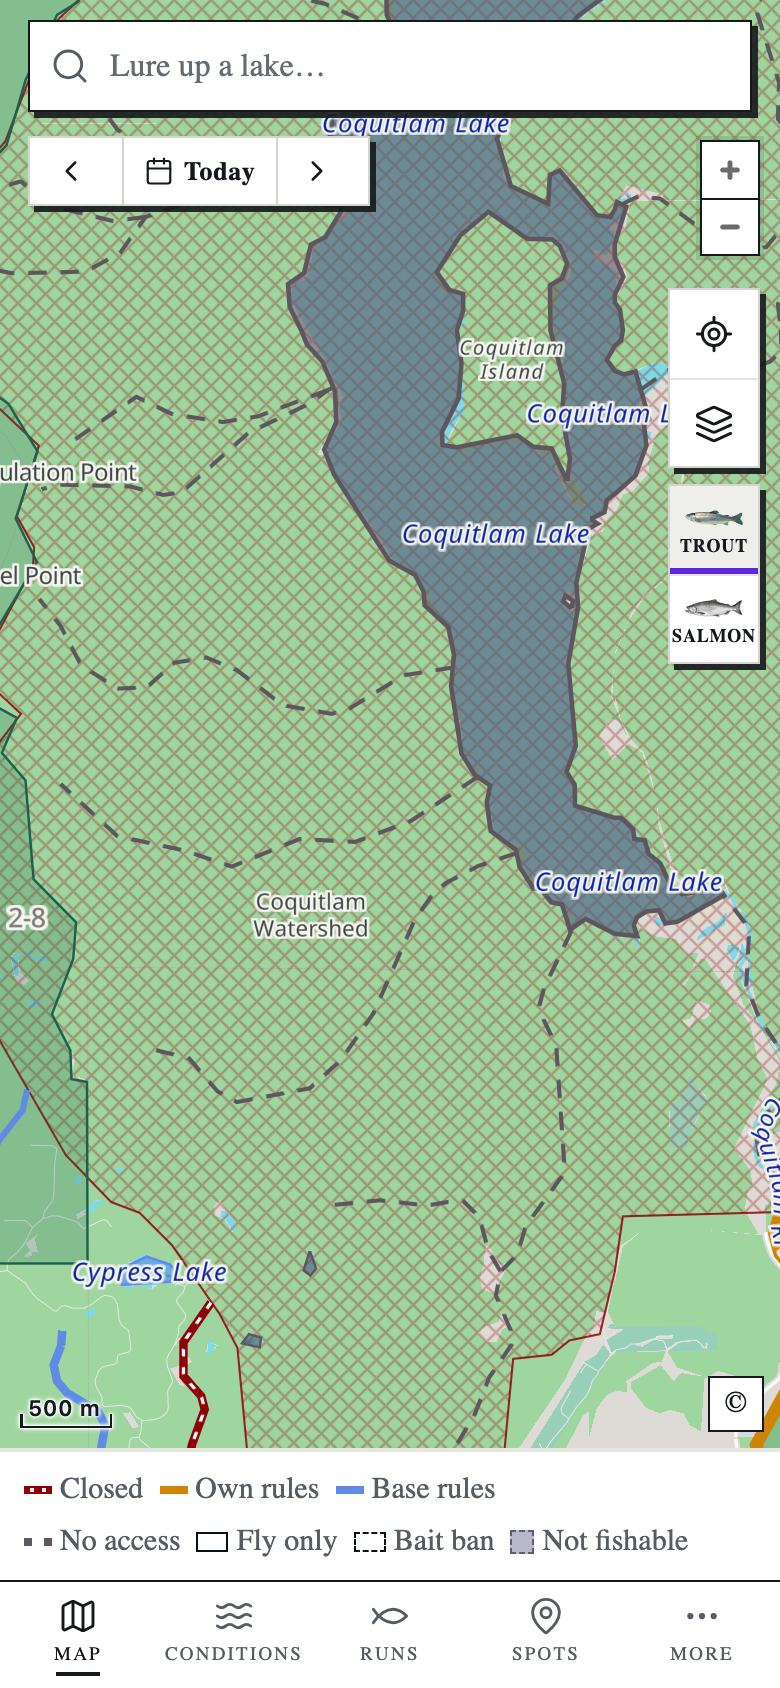 Lure up a lake…
Coquitlam Lake
Today
Coquitlam
Island
Coquitlam L
ulation Point
Coquitlam Lake
TROUT
el Point
SALMON
Coquitlam Lake
Coquitlam
Watershed
2-8
Coquitlam Ri
Cypress Lake
500 m
©
Closed Own rules Base rules
No access Fly only Bait ban Not fishable
MAP CONDITIONS RUNS SPOTS MORE